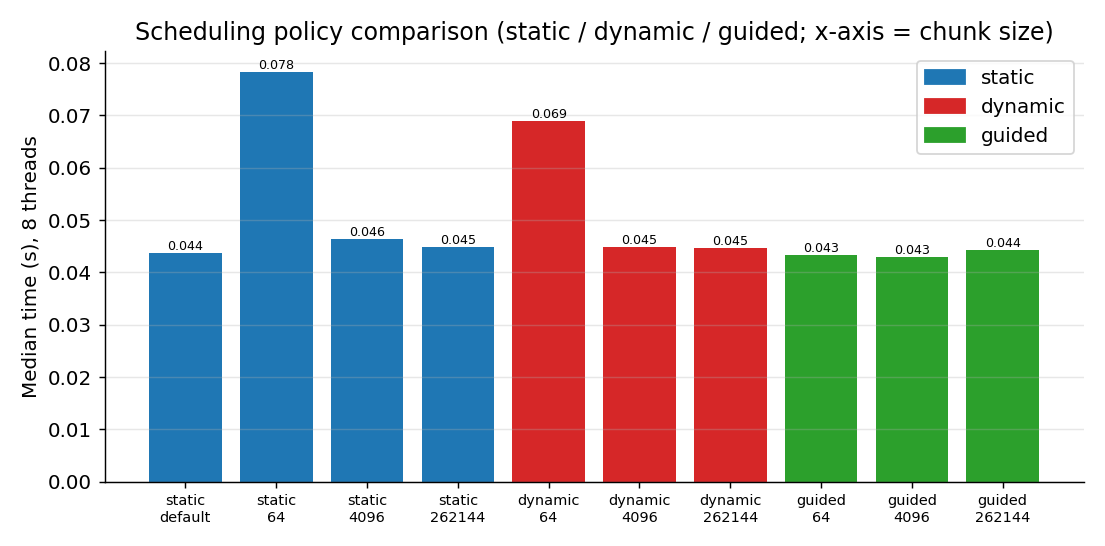 Scheduling policy comparison (static / dynamic / guided; x-axis = chunk size)
Median time (s), 8 threads
0.08
0.07
0.06
0.05
0.04
0.03
0.02
0.01
0.00
0.044
0.078
0.046
0.045
0.069
0.045
0.045
0.043
0.043
0.044
static
dynamic
guided
static
default
static
64
static
4096
static
262144
dynamic
64
dynamic
4096
dynamic
262144
guided
64
guided
4096
guided
262144